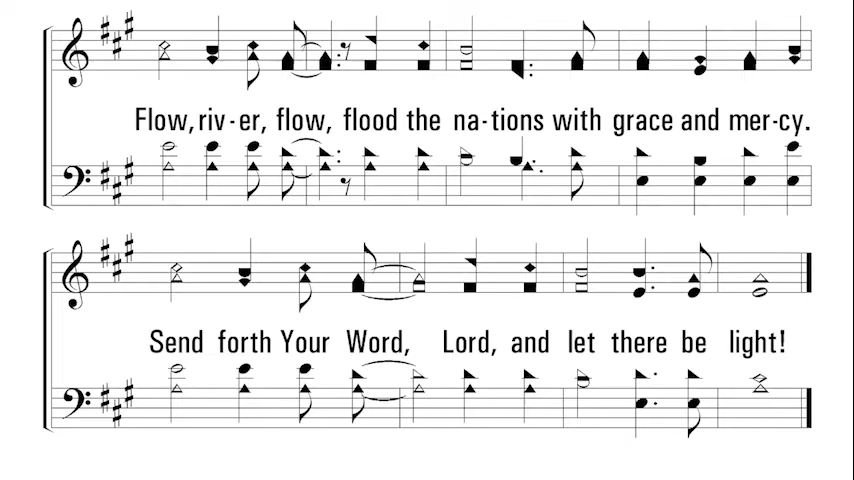 Flow, riv-er, flow, flood the na-tions with grace and mer-cy.
Send forth Your Word, Lord, and let there be light!